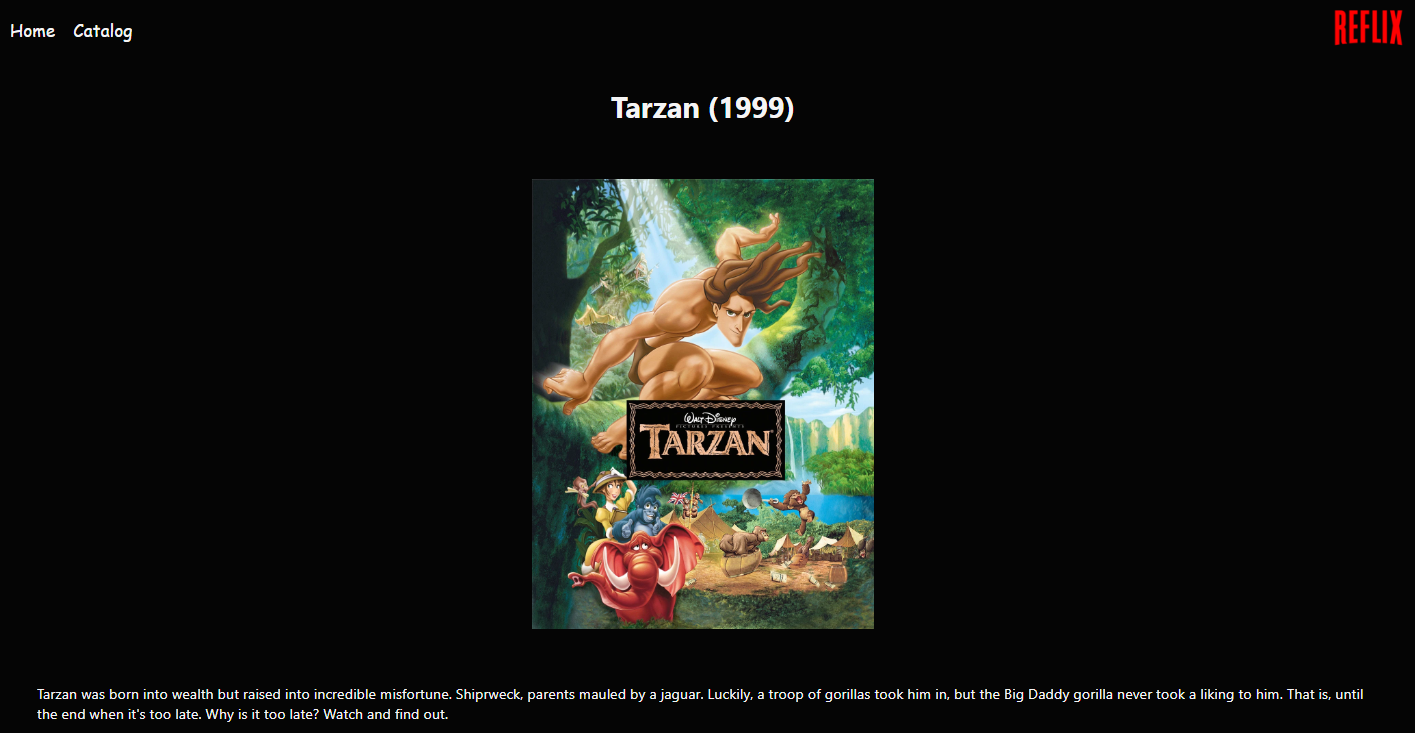 Home Catalog
REFLIX
Tarzan (1999)
WALT DISNEY
PICTURES PRESENTS
TARZAN
Tarzan was born into wealth but raised into incredible misfortune. Shiprweck, parents mauled by a jaguar. Luckily, a troop of gorillas took him in, but the Big Daddy gorilla never took a liking to him. That is, until
the end when it's too late. Why is it too late? Watch and find out.